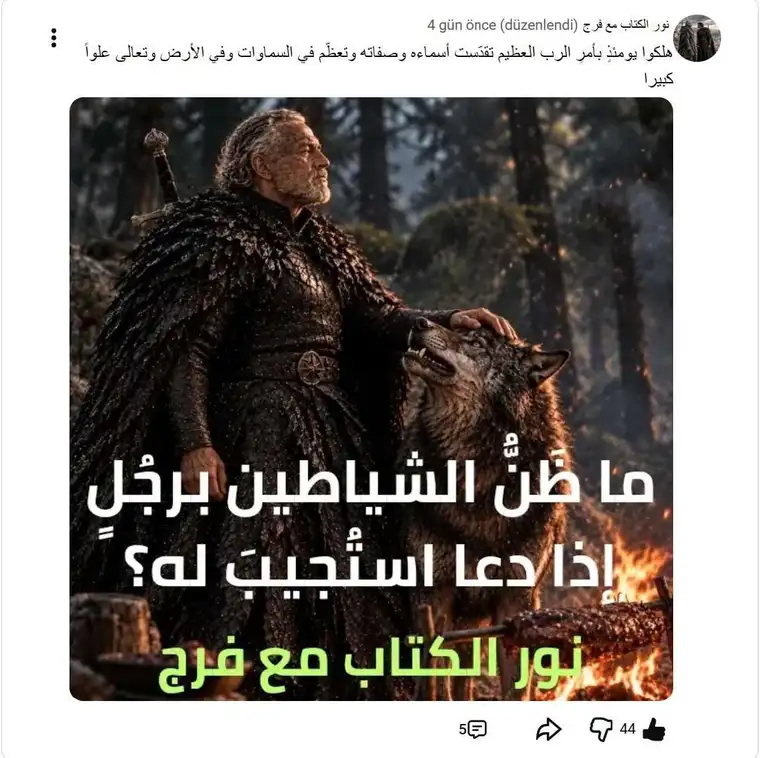 نور الكتاب مع فرج 4 gün önce (düzenlendi)
هلكوا يومئذٍ بأمرِ الرب العظيم تقدّست أسماءه وصفاته وتعظّم في السماوات وفي الأرض وتعالى علواً
كبيرا
ما ظَنُّ الشياطين برجُلٍ
إذا دعا استُجيبَ له؟
نور الكتاب مع فرج
5
44